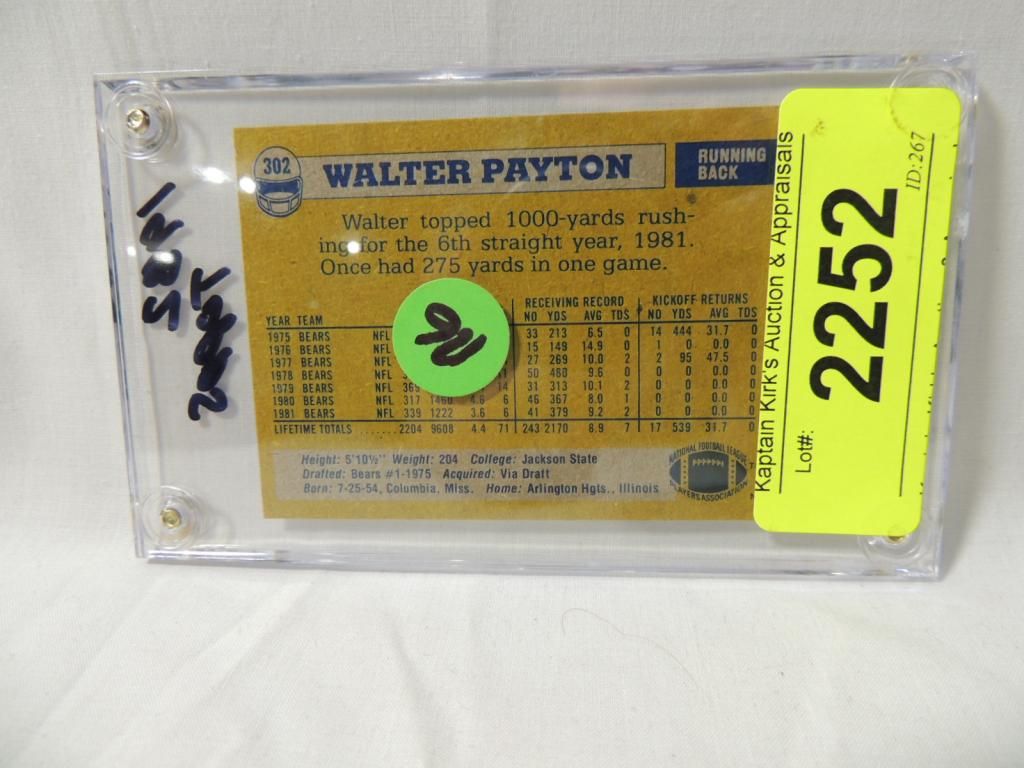 302 WALTER PAYTON RUNNING BACK
Walter topped 1000-yards rush-
ing for the 6th straight year, 1981.
Once had 275 yards in one game.
RECEIVING RECORD KICKOFF RETURNS
YEAR TEAM NO YDS AVG TDS NO YDS AVG TDS
1975 BEARS NFL 33 213 6.5 0 14 444 31.7 0
1976 BEARS NFL 15 149 14.9 0 1 0 0.0 0
1977 BEARS NFL 27 269 10.0 2 2 95 47.5 0
1978 BEARS NFL 50 480 9.6 0 0 0 0.0 0
1979 BEARS NFL 369 14 31 313 10.1 2 0 0 0.0 0
1980 BEARS NFL 317 1460 4.6 6 46 367 8.0 1 0 0 0.0 0
1981 BEARS NFL 339 1222 3.6 6 41 379 9.2 2 0 0 0.0 0
LIFETIME TOTALS ...... 2204 9608 4.4 71 243 2170 8.9 7 17 539 31.7 0
Height: 5'10½" Weight: 204 College: Jackson State
Drafted: Bears #1-1975 Acquired: Via Draft
Born: 7-25-54, Columbia, Miss. Home: Arlington Hgts., Illinois
NATIONAL FOOTBALL LEAGUE
PLAYERS ASSOCIATION
Kaptain Kirk's Auction & Appraisals
Lot#:
2252
ID:267